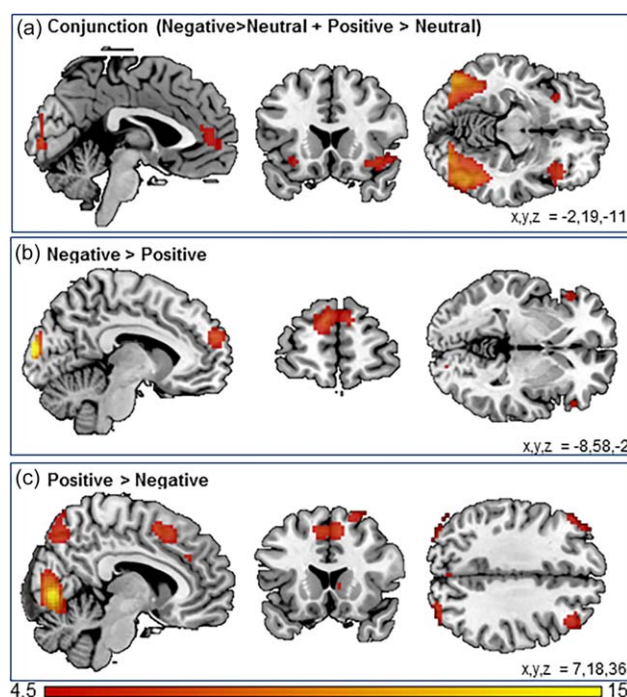 (a) Conjunction (Negative>Neutral + Positive > Neutral)
x,y,z = -2,19,-11
(b) Negative > Positive
x,y,z = -8,58,-2
(c) Positive > Negative
x,y,z = 7,18,36
4.5 15